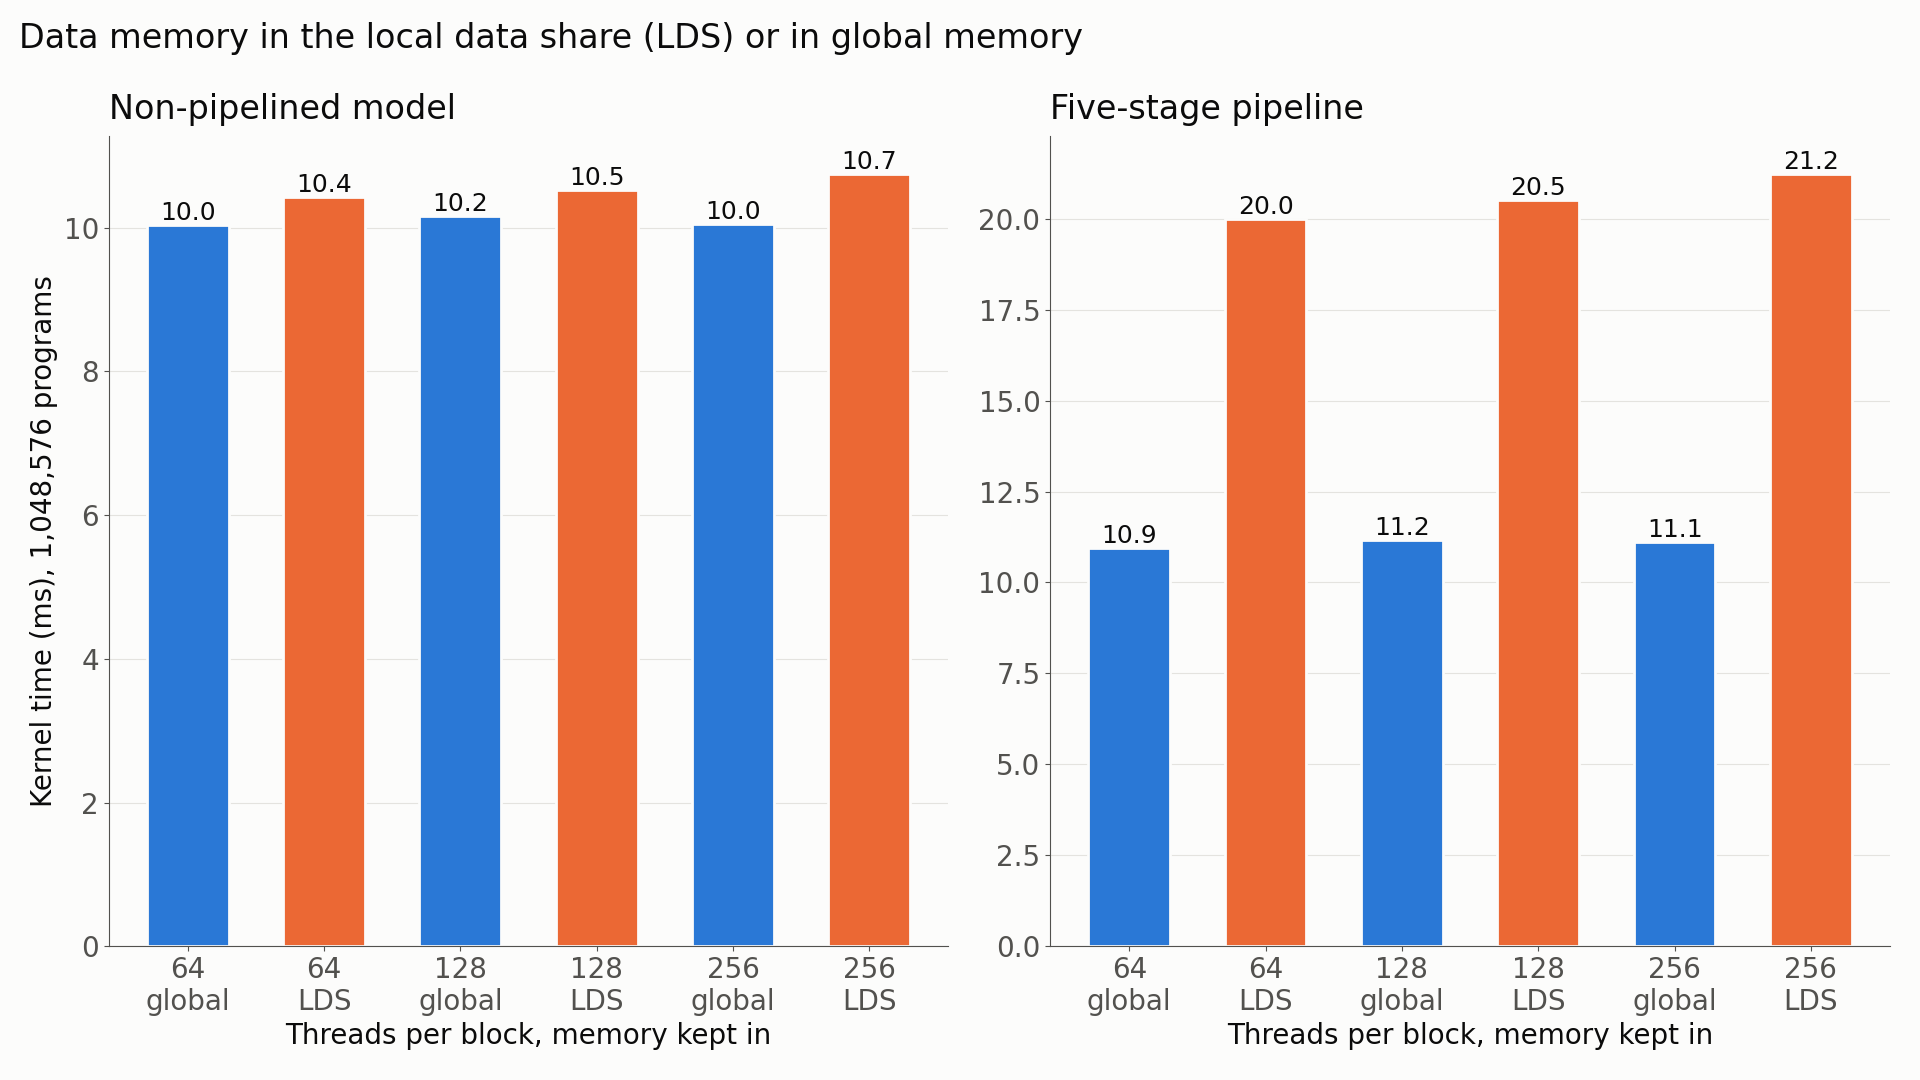 Data memory in the local data share (LDS) or in global memory
Non-pipelined model
Kernel time (ms), 1,048,576 programs
10
8
6
4
2
0
10.0
10.4
10.2
10.5
10.0
10.7
64 global
64 LDS
128 global
128 LDS
256 global
256 LDS
Threads per block, memory kept in
Five-stage pipeline
20.0
17.5
15.0
12.5
10.0
7.5
5.0
2.5
0.0
10.9
20.0
11.2
20.5
11.1
21.2
64 global
64 LDS
128 global
128 LDS
256 global
256 LDS
Threads per block, memory kept in